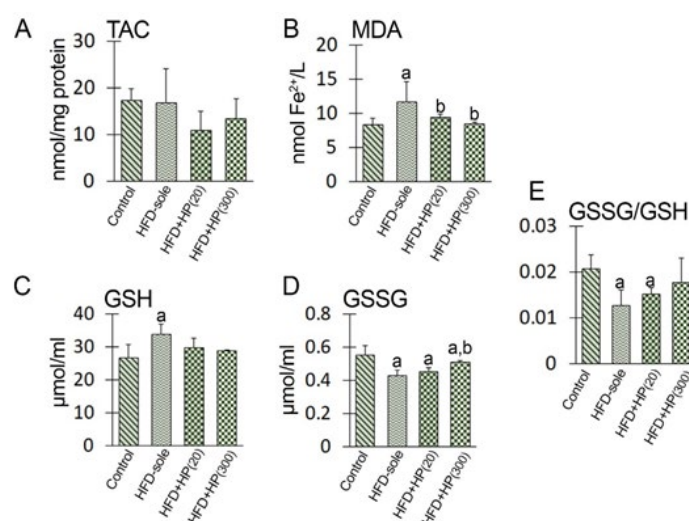 A TAC
nmol/mg protein
30
20
10
0
Control
HFD-sole
HFD+HP(20)
HFD+HP(300)
B MDA
nmol Fe²⁺/L
20
15
10
5
0
a
b
b
Control
HFD-sole
HFD+HP(20)
HFD+HP(300)
C GSH
µmol/ml
60
40
20
0
a
Control
HFD-sole
HFD+HP(20)
HFD+HP(300)
D GSSG
µmol/ml
0.8
0.6
0.4
0.2
0
a
a
a,b
Control
HFD-sole
HFD+HP(20)
HFD+HP(300)
E GSSG/GSH
0.03
0.02
0.01
0
a
a
Control
HFD-sole
HFD+HP(20)
HFD+HP(300)